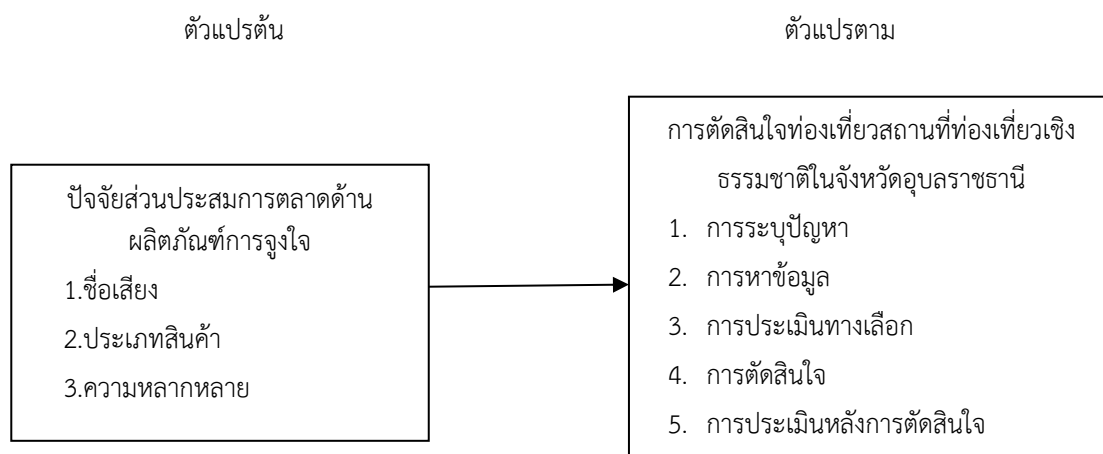 ตัวแปรต้น
ตัวแปรตาม
ปัจจัยส่วนประสมการตลาดด้าน
ผลิตภัณฑ์การจูงใจ
1.ชื่อเสียง
2.ประเภทสินค้า
3.ความหลากหลาย
การตัดสินใจท่องเที่ยวสถานที่ท่องเที่ยวเชิง
ธรรมชาติในจังหวัดอุบลราชธานี
1. การระบุปัญหา
2. การหาข้อมูล
3. การประเมินทางเลือก
4. การตัดสินใจ
5. การประเมินหลังการตัดสินใจ